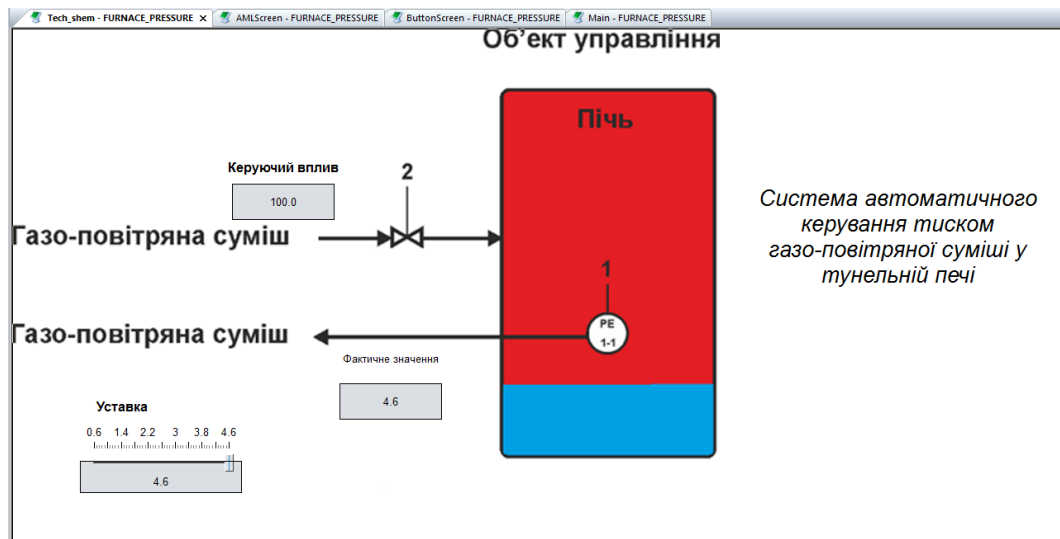 Tech_shem - FURNACE_PRESSURE ×
AMLScreen - FURNACE_PRESSURE
ButtonScreen - FURNACE_PRESSURE
Main - FURNACE_PRESSURE
Об’ект управління
Пічь
Керуючий вплив
2
100.0
Система автоматичного
керування тиском
газо-повітряної суміші у
тунельній печі
Газо-повітряна суміш
1
PE
1-1
Газо-повітряна суміш
Фактичне значення
4.6
Уставка
0.6 1.4 2.2 3 3.8 4.6
4.6